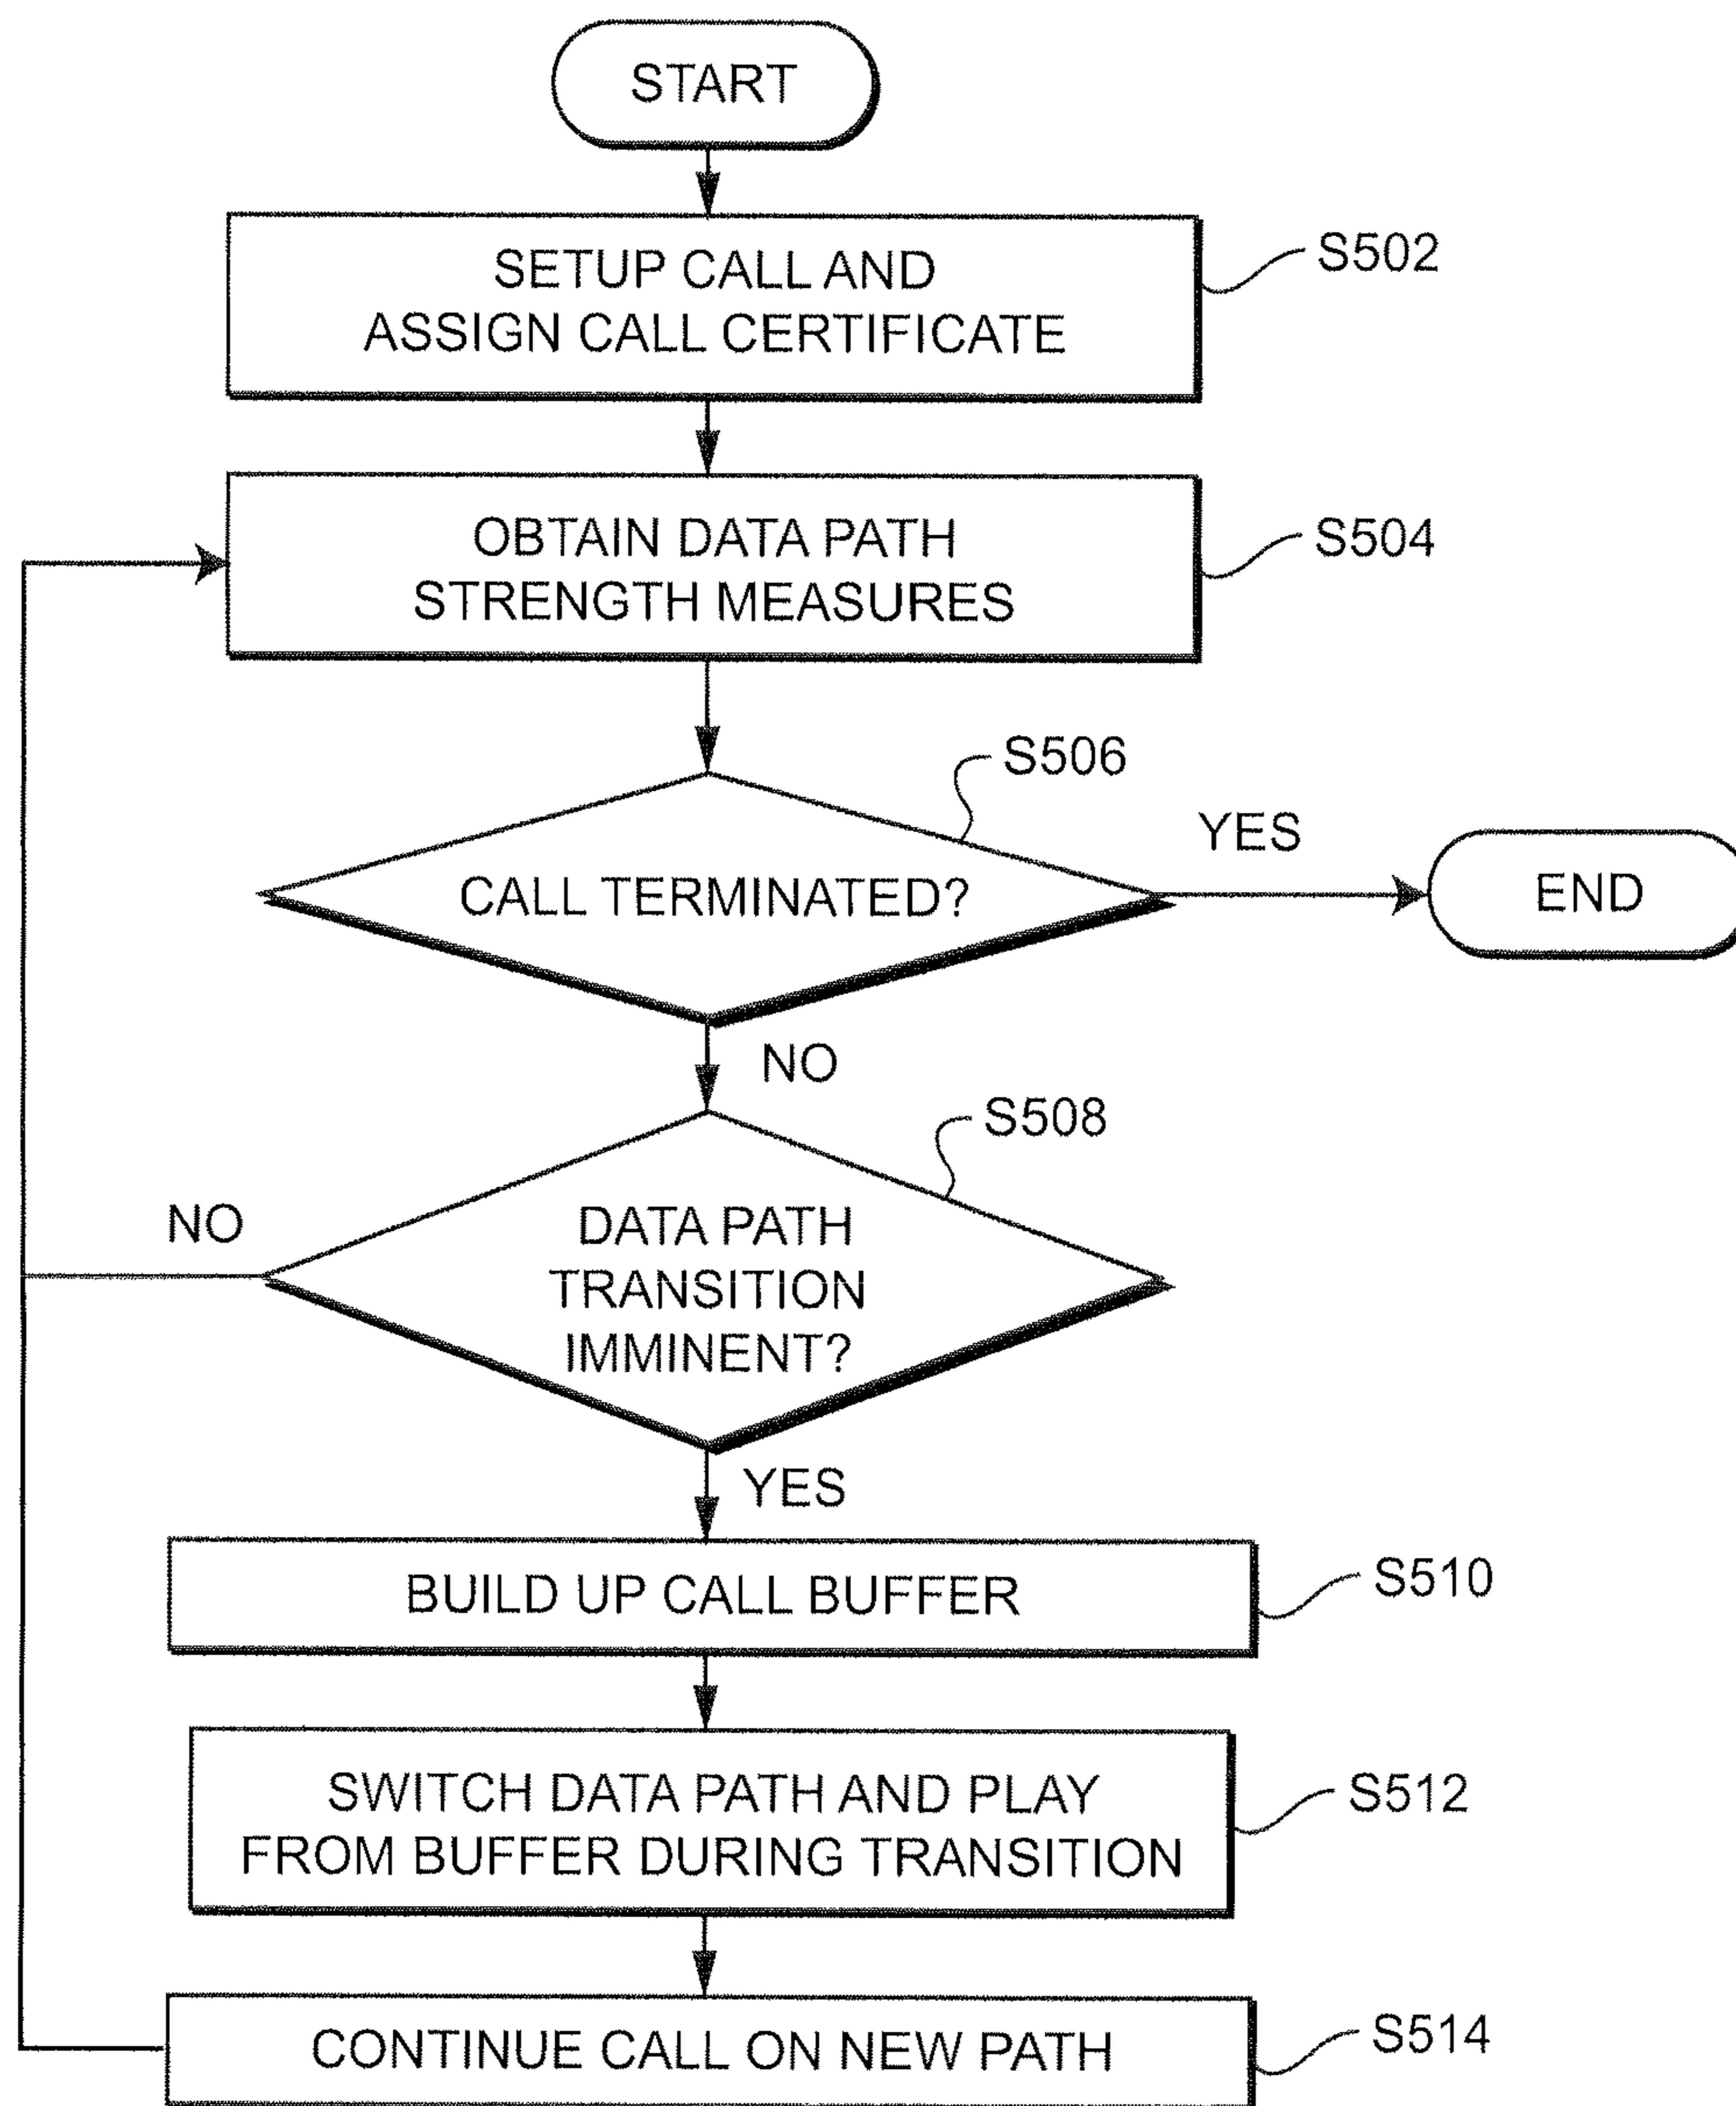 START
SETUP CALL AND
ASSIGN CALL CERTIFICATE
S502
OBTAIN DATA PATH
STRENGTH MEASURES
S504
S506
CALL TERMINATED?
YES
END
NO
S508
DATA PATH
TRANSITION
IMMINENT?
NO
YES
BUILD UP CALL BUFFER
S510
SWITCH DATA PATH AND PLAY
FROM BUFFER DURING TRANSITION
S512
CONTINUE CALL ON NEW PATH
S514